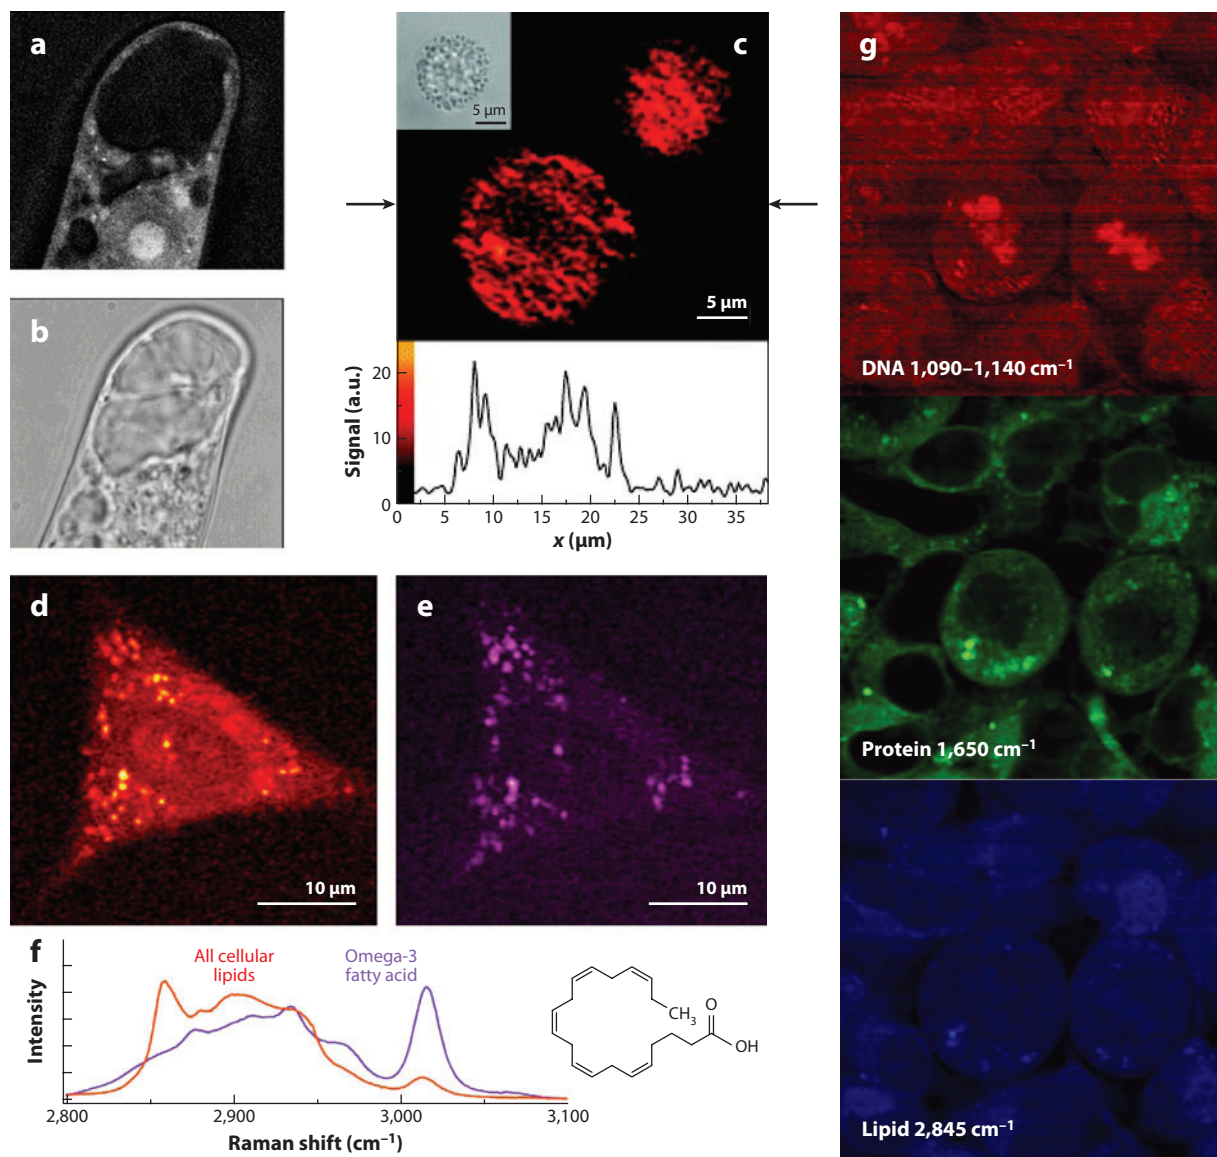 a
b
c
5 µm
5 µm
Signal (a.u.)
20
10
0
0 5 10 15 20 25 30 35
x (µm)
d
10 µm
e
10 µm
f
All cellular
lipids
Omega-3
fatty acid
Intensity
2,800 2,900 3,000 3,100
Raman shift (cm⁻¹)
CH₃
O
OH
g
DNA 1,090–1,140 cm⁻¹
Protein 1,650 cm⁻¹
Lipid 2,845 cm⁻¹